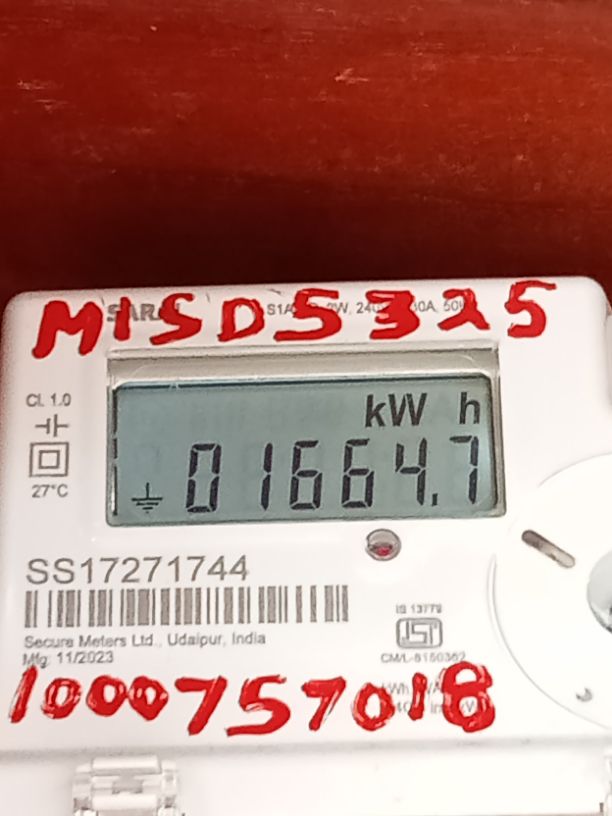 MISD5325
Cl. 1.0
27°C
kW h
01664.7
SS17271744
Secure Meters Ltd., Udaipur, India
Mfg: 11/2023
IS 13779
CM/L-8150362
1000757018